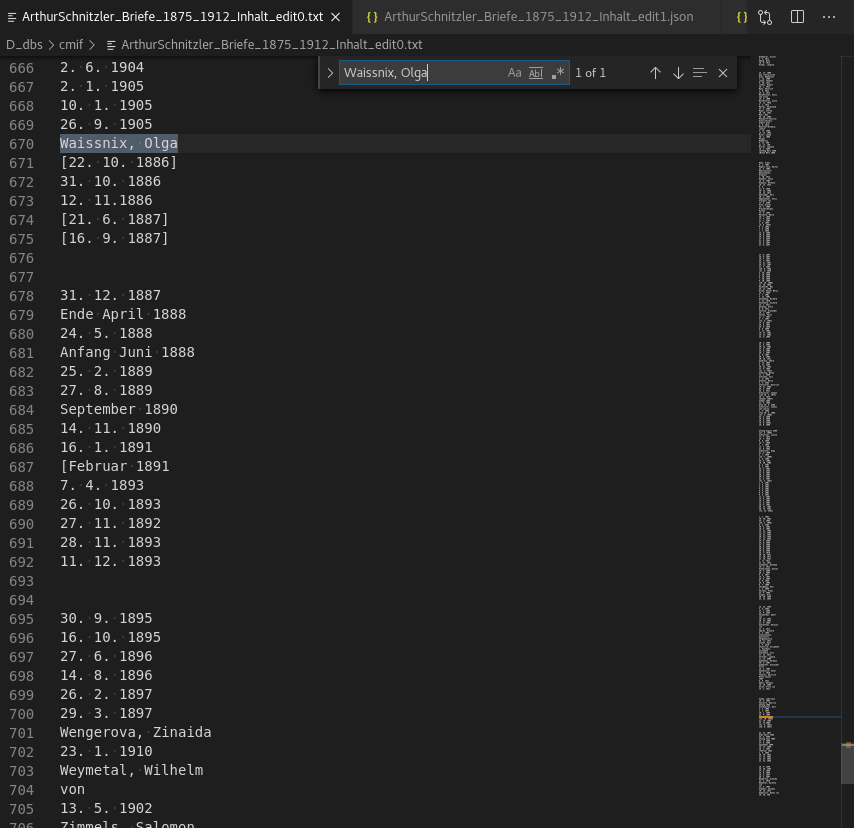 ArthurSchnitzler_Briefe_1875_1912_Inhalt_edit0.txt
ArthurSchnitzler_Briefe_1875_1912_Inhalt_edit1.json
D_dbs > cmif > ArthurSchnitzler_Briefe_1875_1912_Inhalt_edit0.txt
Waissnix, Olga
Aa
Abl
1 of 1
666 2. 6. 1904
667 2. 1. 1905
668 10. 1. 1905
669 26. 9. 1905
670 Waissnix, Olga
671 [22. 10. 1886]
672 31. 10. 1886
673 12. 11.1886
674 [21. 6. 1887]
675 [16. 9. 1887]
676
677
678 31. 12. 1887
679 Ende April 1888
680 24. 5. 1888
681 Anfang Juni 1888
682 25. 2. 1889
683 27. 8. 1889
684 September 1890
685 14. 11. 1890
686 16. 1. 1891
687 [Februar 1891
688 7. 4. 1893
689 26. 10. 1893
690 27. 11. 1892
691 28. 11. 1893
692 11. 12. 1893
693
694
695 30. 9. 1895
696 16. 10. 1895
697 27. 6. 1896
698 14. 8. 1896
699 26. 2. 1897
700 29. 3. 1897
701 Wengerova, Zinaida
702 23. 1. 1910
703 Weymetal, Wilhelm
704 von
705 13. 5. 1902
706 Zimmels, Salomon